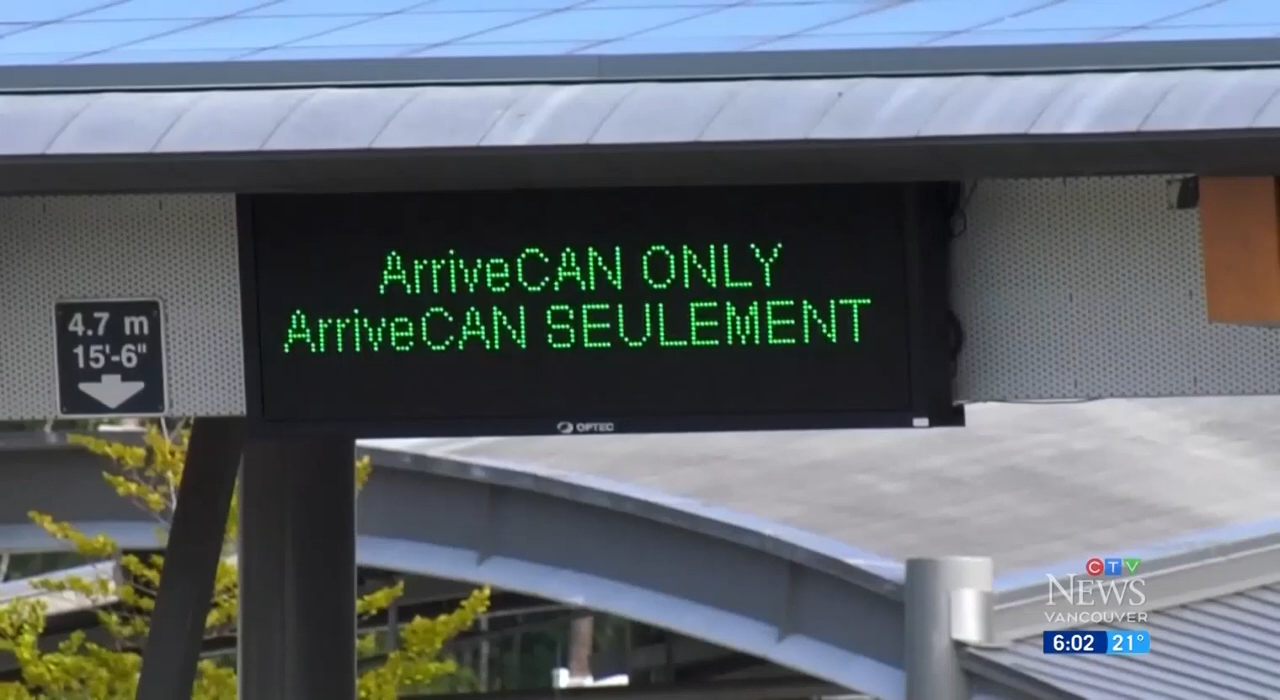 ArriveCAN ONLY
ArriveCAN SEULEMENT
4.7 m
15'-6"
OPTEC
CTV
NEWS
VANCOUVER
6:02 21°